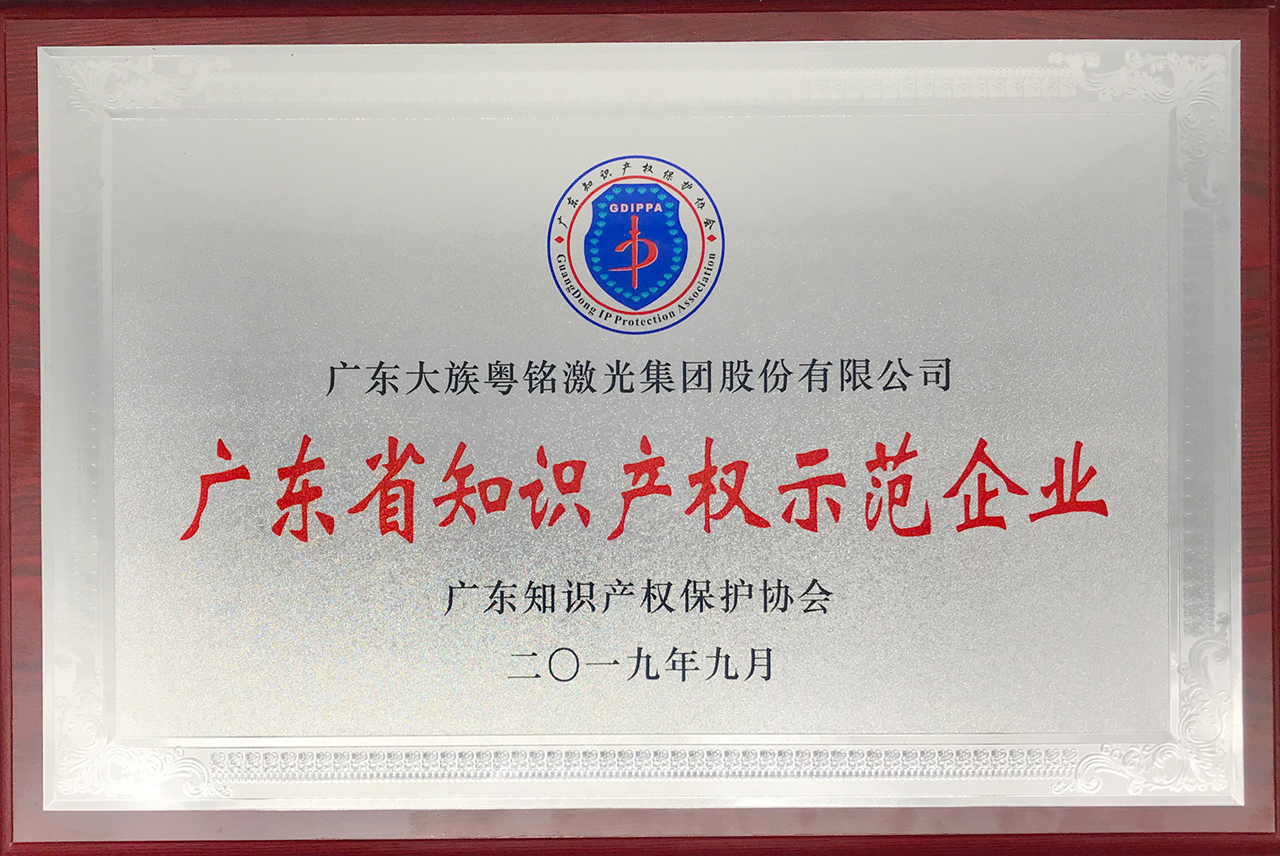 广东知识产权保护协会
GDIPPA
GuangDong IP Protection Association
广东大族粤铭激光集团股份有限公司
广东省知识产权示范企业
广东知识产权保护协会
二〇一九年九月